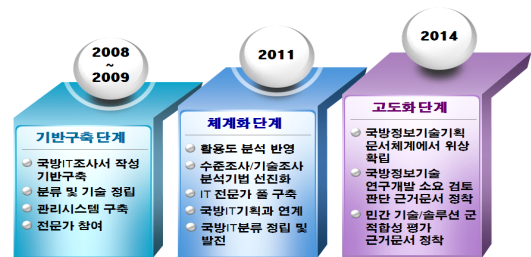 2008
~
2009
기반구축 단계
국방IT조사서 작성
기반구축
분류 및 기술 정립
관리시스템 구축
전문가 참여
2011
체계화 단계
활용도 분석 반영
수준조사/기술조사
분석기법 선진화
IT 전문가 풀 구축
국방IT기획과 연계
국방IT분류 정립 및
발전
2014
고도화 단계
국방정보기술기획
문서체계에서 위상
확립
국방정보기술
연구개발 소요 검토
판단 근거문서 정착
민간 기술/솔루션 군
적합성 평가
근거문서 정착